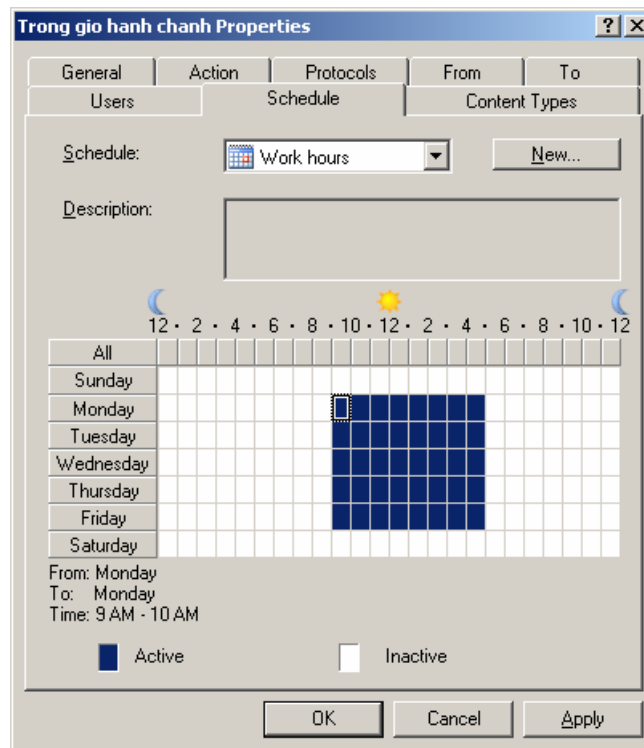 Trong gio hanh chanh Properties
General Action Protocols From To
Users Schedule Content Types
Schedule: Work hours New...
Description:
12 · 2 · 4 · 6 · 8 · 10 · 12 · 2 · 4 · 6 · 8 · 10 · 12
All
Sunday
Monday
Tuesday
Wednesday
Thursday
Friday
Saturday
From: Monday
To: Monday
Time: 9 AM - 10 AM
Active Inactive
OK Cancel Apply